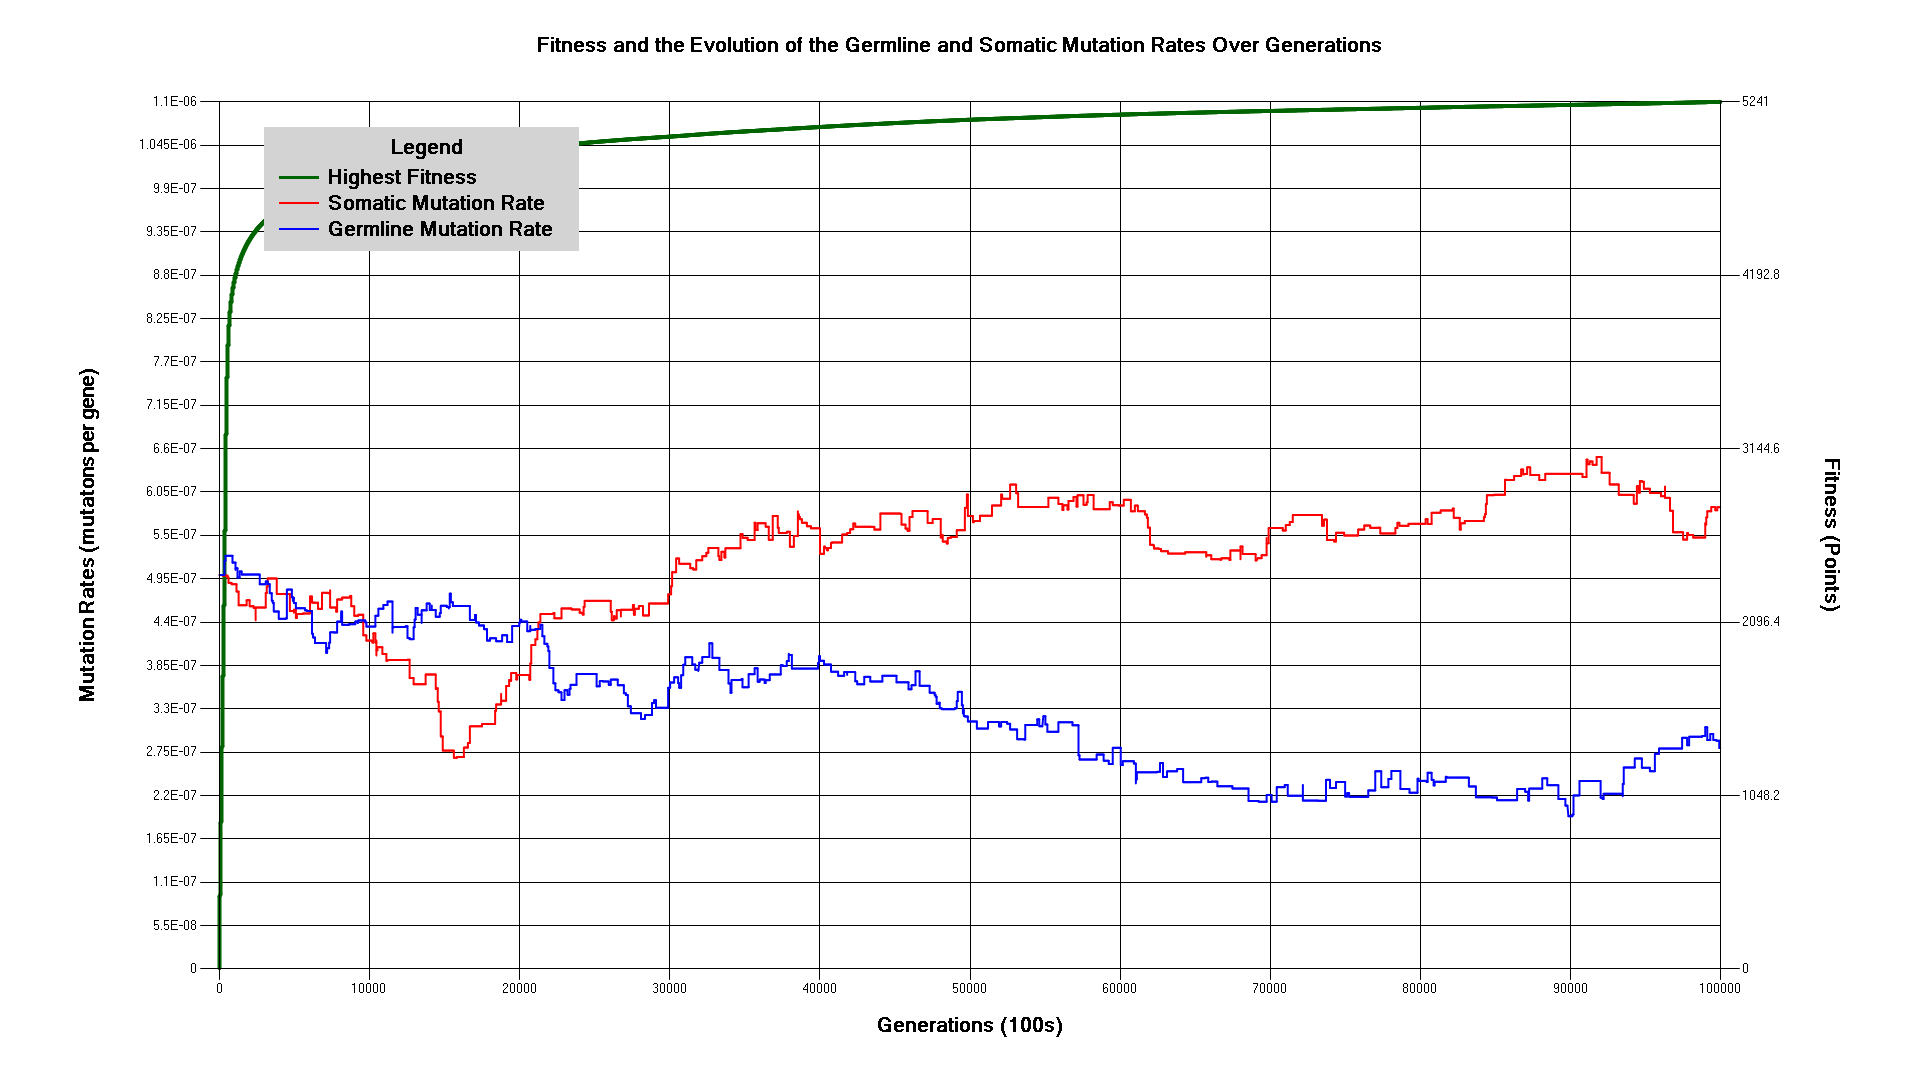 Fitness and the Evolution of the Germline and Somatic Mutation Rates Over Generations
Legend
Highest Fitness
Somatic Mutation Rate
Germline Mutation Rate
Mutation Rates (mutatons per gene)
1.1E-06
1.045E-06
9.9E-07
9.35E-07
8.8E-07
8.25E-07
7.7E-07
7.15E-07
6.6E-07
6.05E-07
5.5E-07
4.95E-07
4.4E-07
3.85E-07
3.3E-07
2.75E-07
2.2E-07
1.65E-07
1.1E-07
5.5E-08
0
5241
4192.8
3144.6
2096.4
1048.2
0
Fitness (Points)
0 10000 20000 30000 40000 50000 60000 70000 80000 90000 100000
Generations (100s)